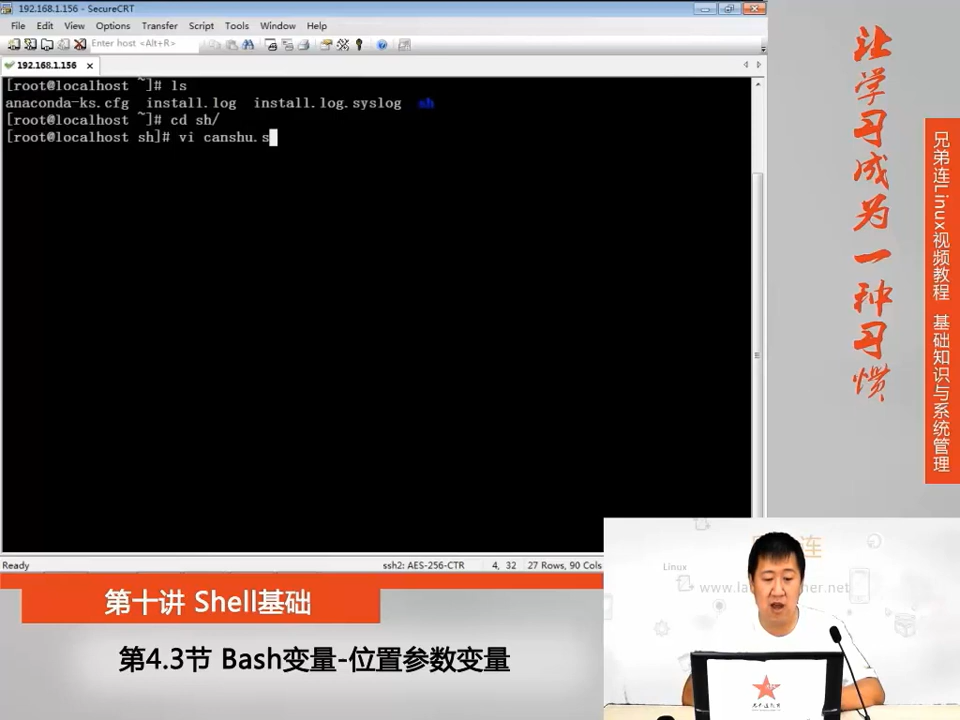 192.168.1.156 - SecureCRT
File Edit View Options Transfer Script Tools Window Help
Enter host <Alt+R>
192.168.1.156
[root@localhost ~]# ls
anaconda-ks.cfg install.log install.log.syslog sh
[root@localhost ~]# cd sh/
[root@localhost sh]# vi canshu.s
Ready ssh2: AES-256-CTR 4, 32 27 Rows, 90 Cols
让学习成为一种习惯
兄弟连Linux视频教程 基础知识与系统管理
第十讲 Shell基础
第4.3节 Bash变量-位置参数变量
Linux